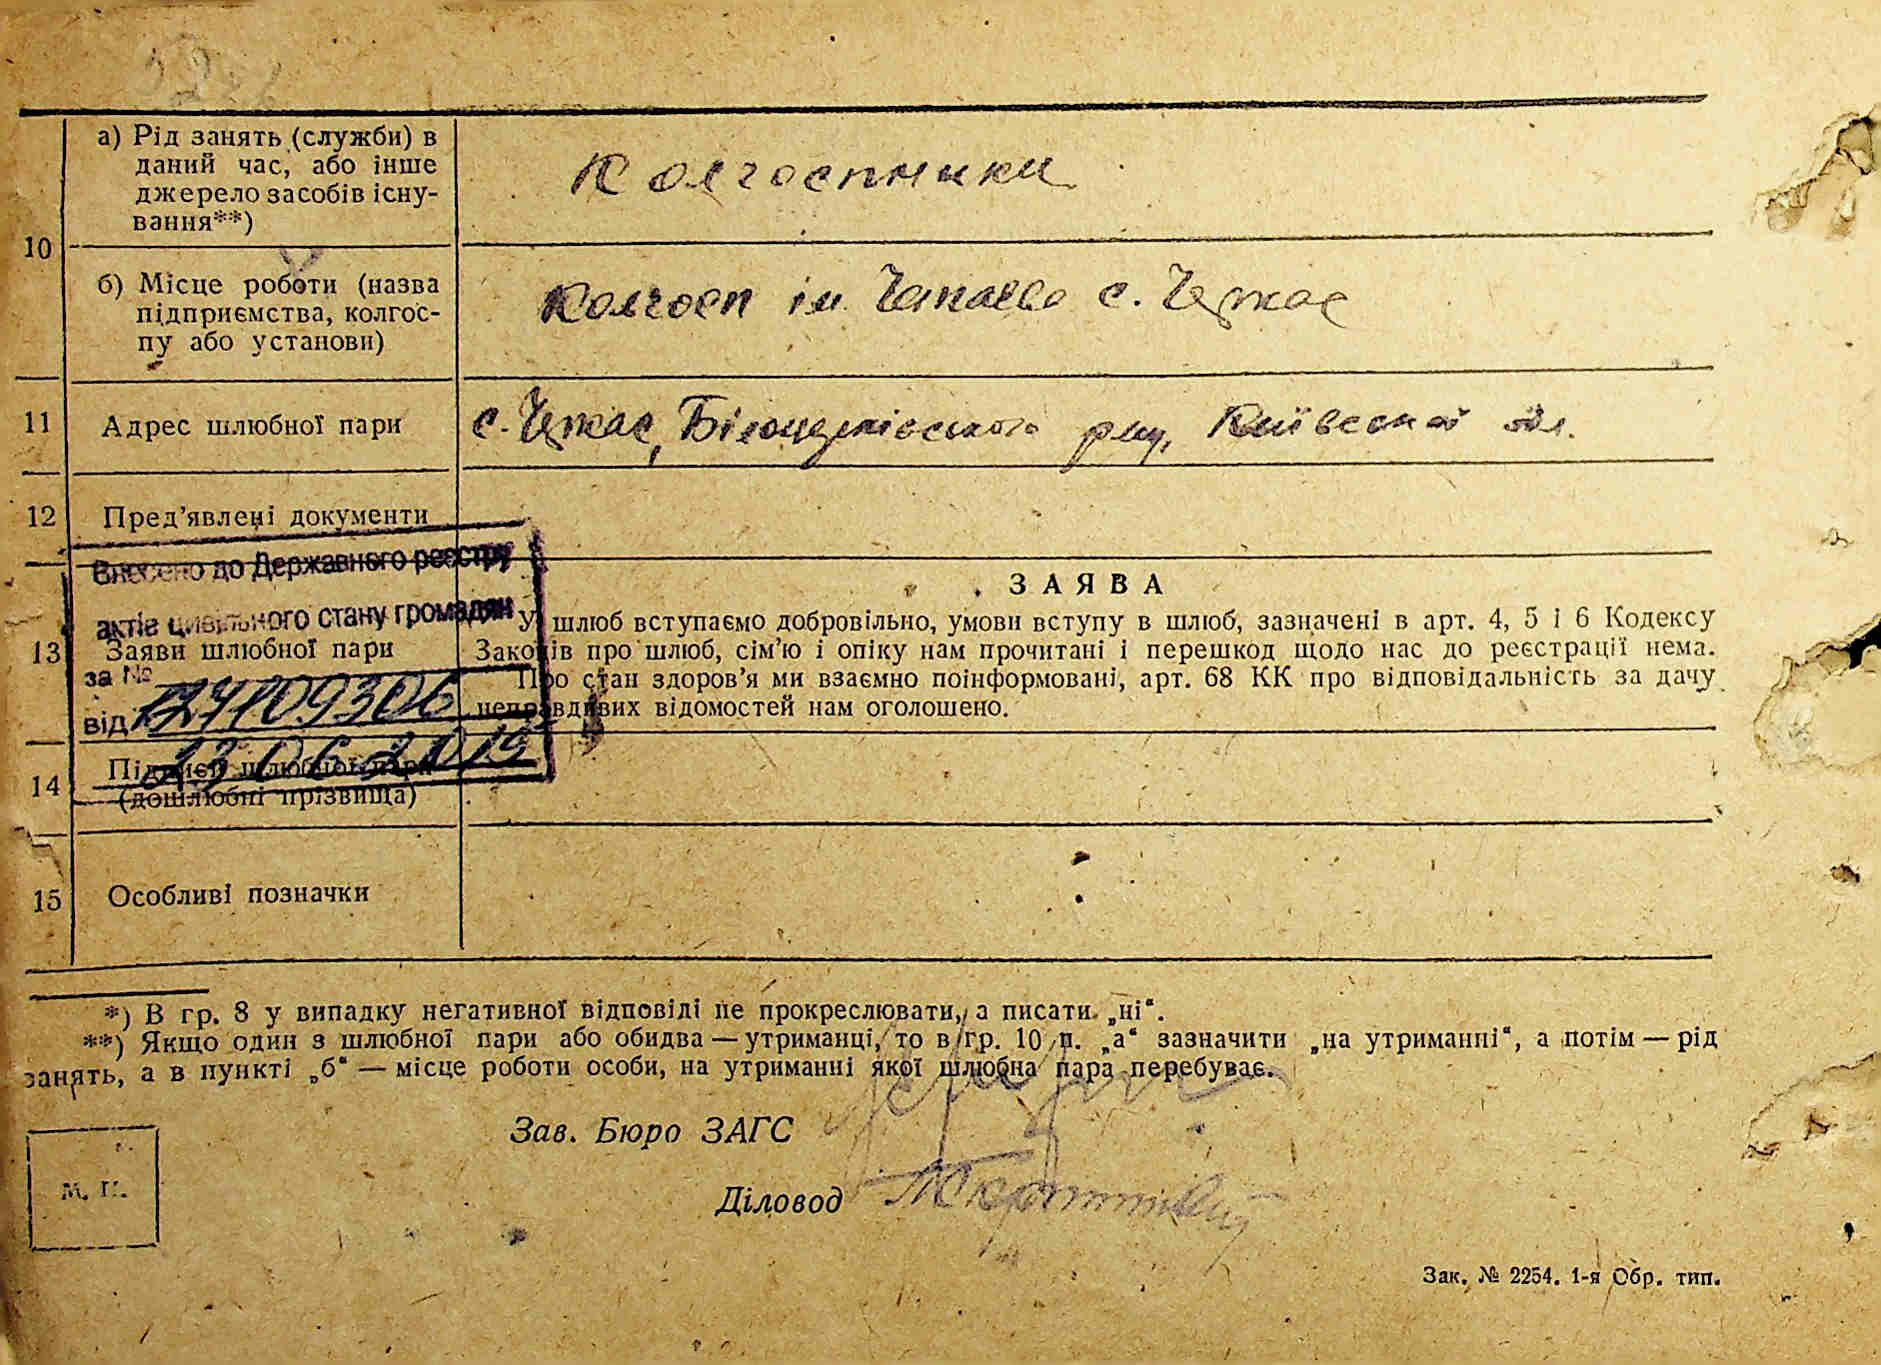 10
а) Рід занять (служби) в
даний час, або інше
джерело засобів існу-
вання**)
Колгоспники
б) Місце роботи (назва
підприємства, колгос-
пу або установи)
Колгосп ім. Чапаєва с. Черкас
11
Адрес шлюбної пари
с. Черкас, Білоцерківського р-ну, Київської обл.
12
Пред’явлені документи
Внесено до Державного реєстру
актів цивільного стану громадян
за №
від
124109306
13
Заяви шлюбної пари
ЗАЯВА
У шлюб вступаємо добровільно, умови вступу в шлюб, зазначені в арт. 4, 5 і 6 Кодексу
Законів про шлюб, сім’ю і опіку нам прочитані і перешкод щодо нас до реєстрації нема.
Про стан здоров’я ми взаємно поінформовані, арт. 68 КК про відповідальність за дачу
неправдивих відомостей нам оголошено.
14
Підписи шлюбної пари
(дошлюбні прізвища)
15
Особливі позначки
*) В гр. 8 у випадку негативної відповіді не прокреслювати, а писати „ні“.
**) Якщо один з шлюбної пари або обидва — утриманці, то в гр. 10 п. „а“ зазначити „на утриманні“, а потім — рід
занять, а в пункті „б“ — місце роботи особи, на утриманні якої шлюбна пара перебуває.
Зав. Бюро ЗАГС
Діловод
М. П.
Зак. № 2254. 1-я Обр. тип.